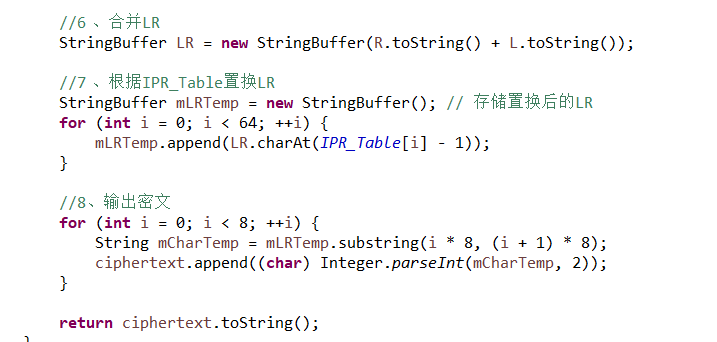 //6 、合并LR
StringBuffer LR = new StringBuffer(R.toString() + L.toString());
//7 、根据IPR_Table置换LR
StringBuffer mLRTemp = new StringBuffer(); // 存储置换后的LR
for (int i = 0; i < 64; ++i) {
mLRTemp.append(LR.charAt(IPR_Table[i] - 1));
}
//8、输出密文
for (int i = 0; i < 8; ++i) {
String mCharTemp = mLRTemp.substring(i * 8, (i + 1) * 8);
ciphertext.append((char) Integer.parseInt(mCharTemp, 2));
}
return ciphertext.toString();